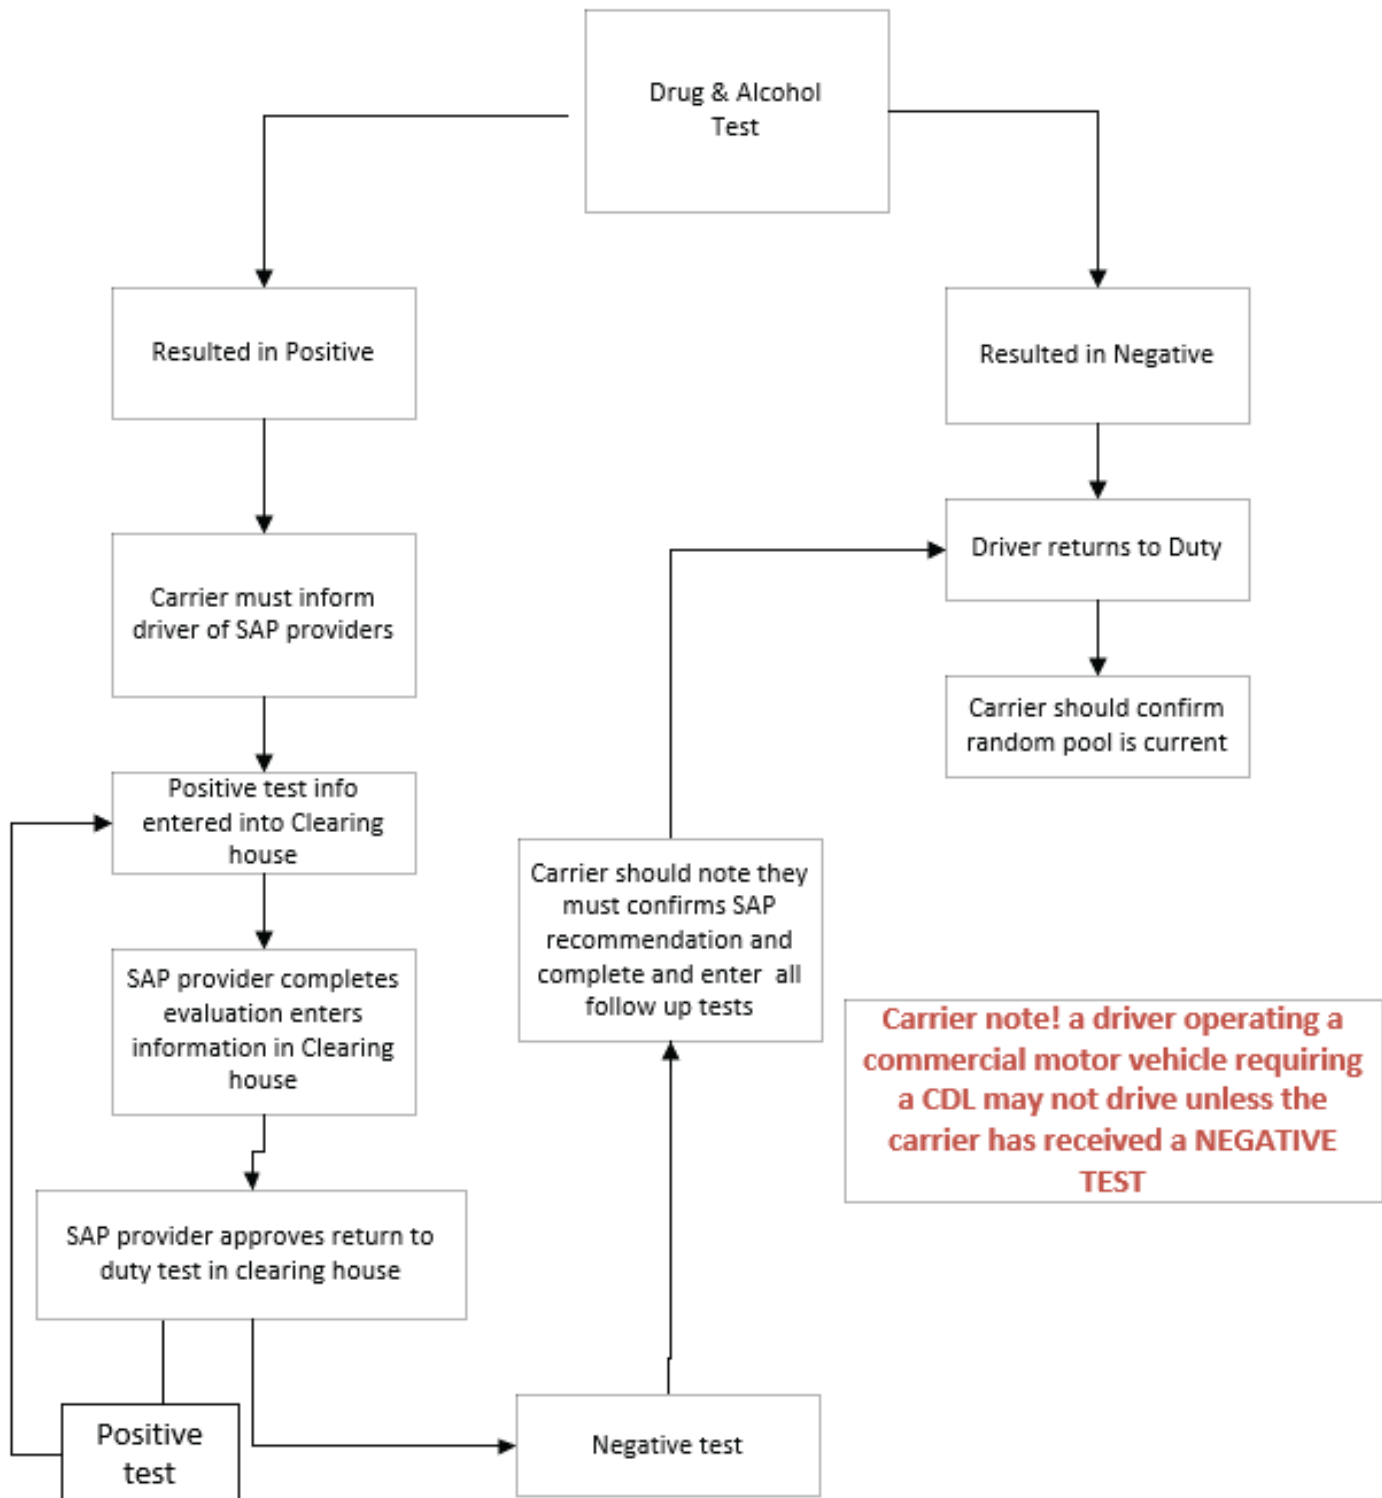 Drug & Alcohol
Test
Resulted in Positive
Resulted in Negative
Carrier must inform
driver of SAP providers
Driver returns to Duty
Carrier should confirm
random pool is current
Positive test info
entered into Clearing
house
Carrier should note they
must confirms SAP
recommendation and
complete and enter all
follow up tests
SAP provider completes
evaluation enters
information in Clearing
house
Carrier note! a driver operating a
commercial motor vehicle requiring
a CDL may not drive unless the
carrier has received a NEGATIVE
TEST
SAP provider approves return to
duty test in clearing house
Positive
test
Negative test